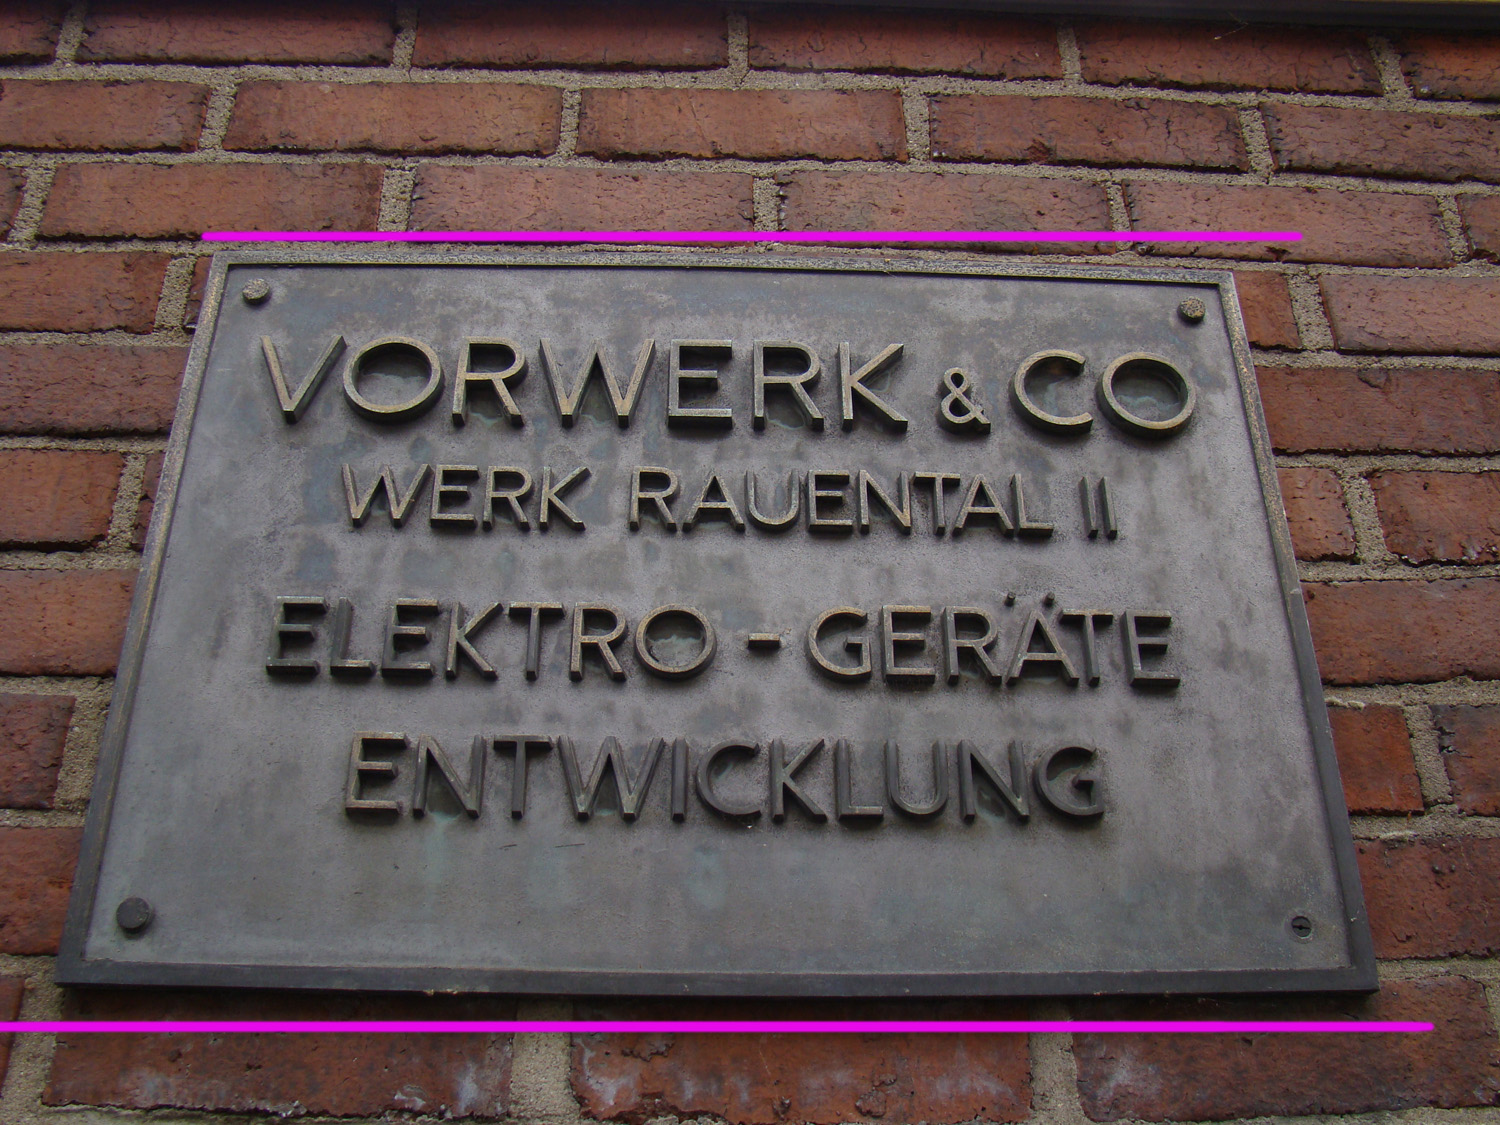 VORWERK & CO
WERK RAUENTAL II
ELEKTRO - GERÄTE
ENTWICKLUNG